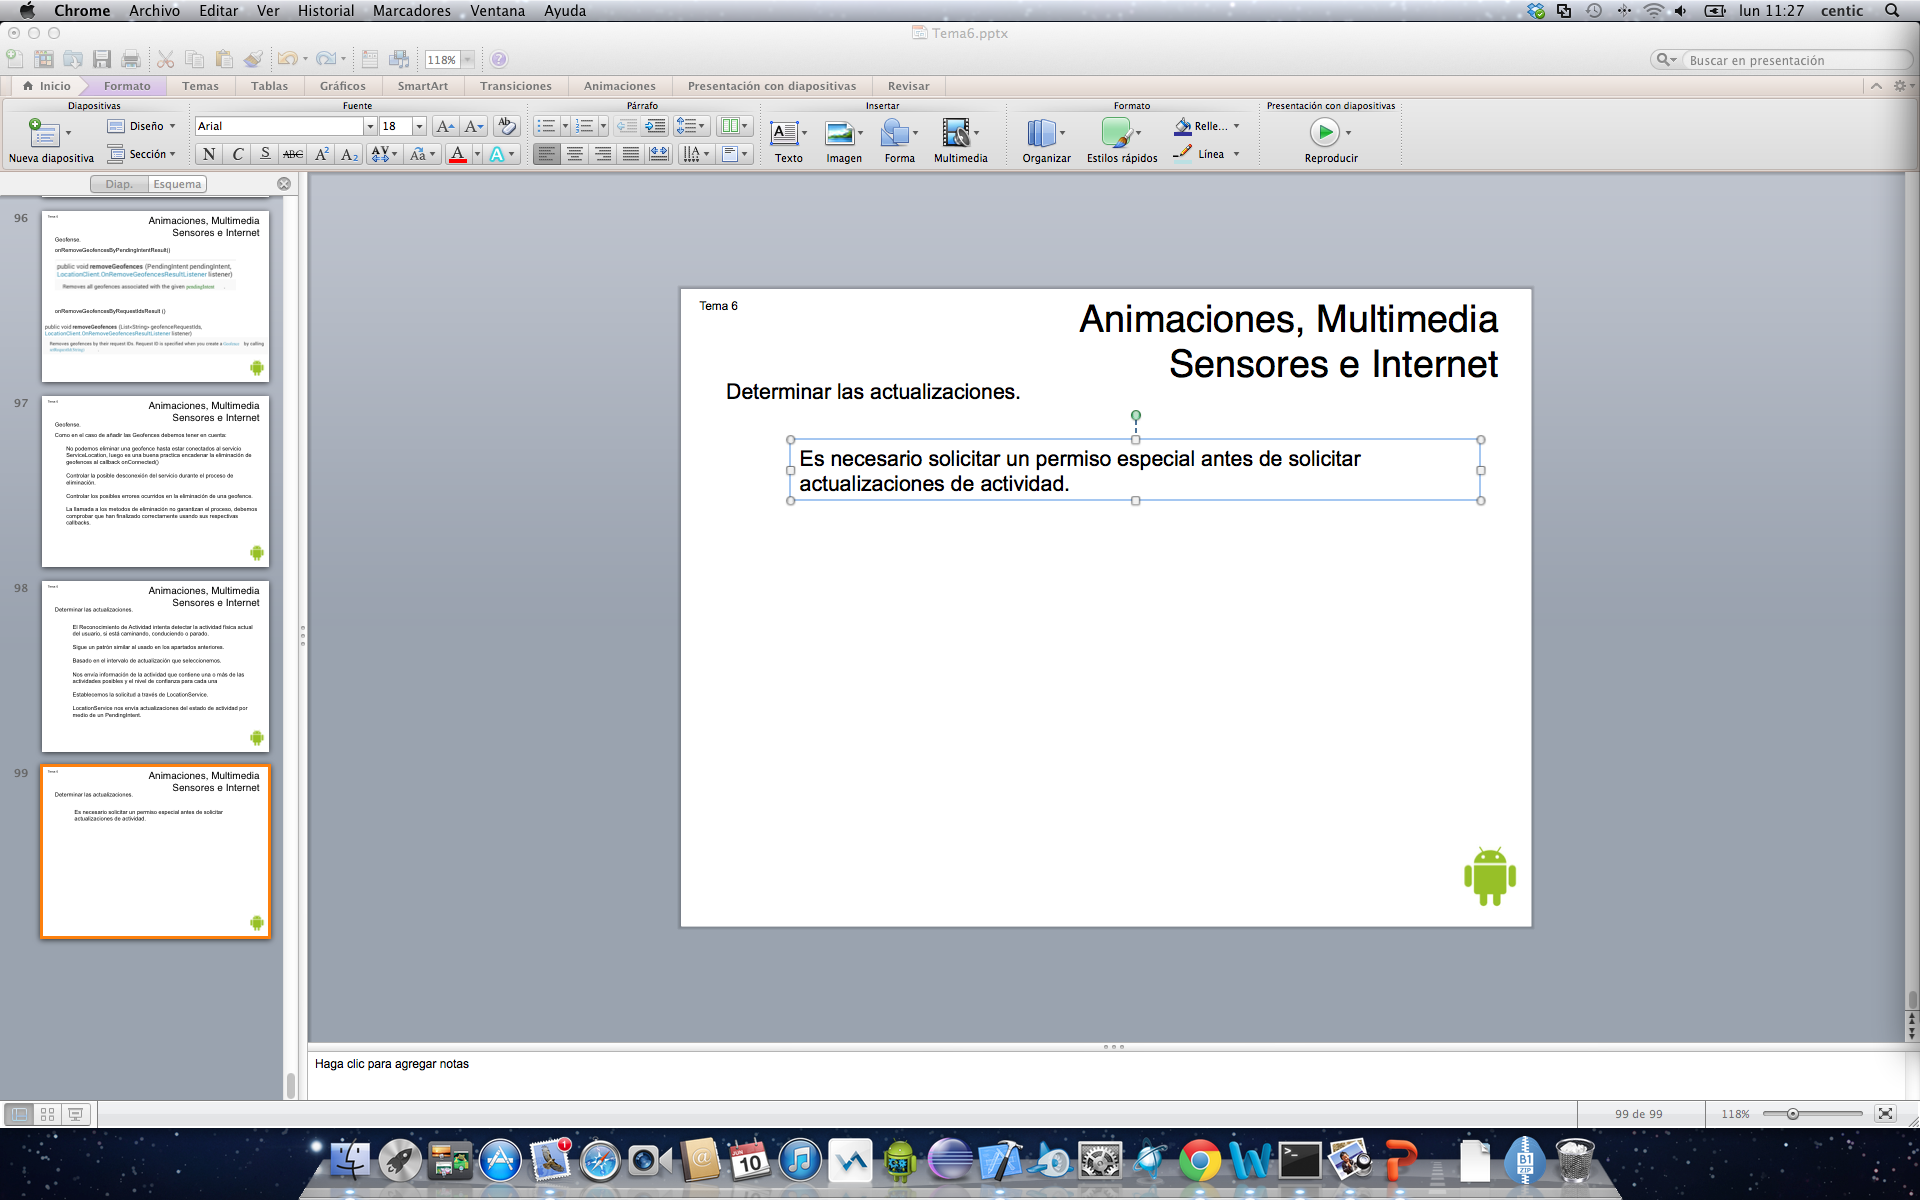 Chrome Archivo Editar Ver Historial Marcadores Ventana Ayuda lun 11:27 centic
Tema6.pptx
118%
Buscar en presentación
Inicio Formato Temas Tablas Gráficos SmartArt Transiciones Animaciones Presentación con diapositivas Revisar
Diapositivas Fuente Párrafo Insertar Formato Presentación con diapositivas
Nueva diapositiva
Diseño
Sección
Arial 18
N C S ABC A² A₂ AV Aa A A
Texto Imagen Forma Multimedia
Organizar Estilos rápidos
Relle...
Línea
Reproducir
Diap. Esquema
96
Tema 6
Animaciones, Multimedia
Sensores e Internet
Geofense.
onRemoveGeofencesByPendingIntentResult()
public void removeGeofences (PendingIntent pendingIntent,
LocationClient.OnRemoveGeofencesResultListener listener)
Removes all geofences associated with the given pendingIntent
onRemoveGeofencesByRequestIdsResult ()
public void removeGeofences (List<String> geofenceRequestIds,
LocationClient.OnRemoveGeofencesResultListener listener)
Removes geofences by their request IDs. Request ID is specified when you create a Geofence by calling
97
Tema 6
Animaciones, Multimedia
Sensores e Internet
Geofense.
Como en el caso de añadir las Geofences debemos tener en cuenta:
No podemos eliminar una geofence hasta estar conectados al servicio
ServiceLocation, luego es una buena practica encadenar la eliminación de
geofences al callback onConnected()
Controlar la posible desconexión del servicio durante el proceso de
eliminación.
Controlar los posibles errores ocurridos en la eliminación de una geofence.
La llamada a los metodos de eliminación no garantizan el proceso, debemos
comprobar que han finalizado correctamente usando sus respectivas
callbacks.
98
Tema 6
Animaciones, Multimedia
Sensores e Internet
Determinar las actualizaciones.
El Reconocimiento de Actividad intenta detectar la actividad física actual
del usuario, si está caminando, conduciendo o parado.
Sigue un patrón similar al usado en los apartados anteriores.
Basado en el intervalo de actualización que seleccionemos.
Nos envía información de la actividad que contiene una o más de las
actividades posibles y el nivel de confianza para cada una
Establecemos la solicitud a través de LocationService.
LocationService nos envía actualizaciones del estado de actividad por
medio de un PendingIntent.
99
Tema 6
Animaciones, Multimedia
Sensores e Internet
Determinar las actualizaciones.
Es necesario solicitar un permiso especial antes de solicitar
actualizaciones de actividad.
Tema 6
Animaciones, Multimedia
Sensores e Internet
Determinar las actualizaciones.
Es necesario solicitar un permiso especial antes de solicitar
actualizaciones de actividad.
Haga clic para agregar notas
99 de 99 118%
1
10
B1
ZIP